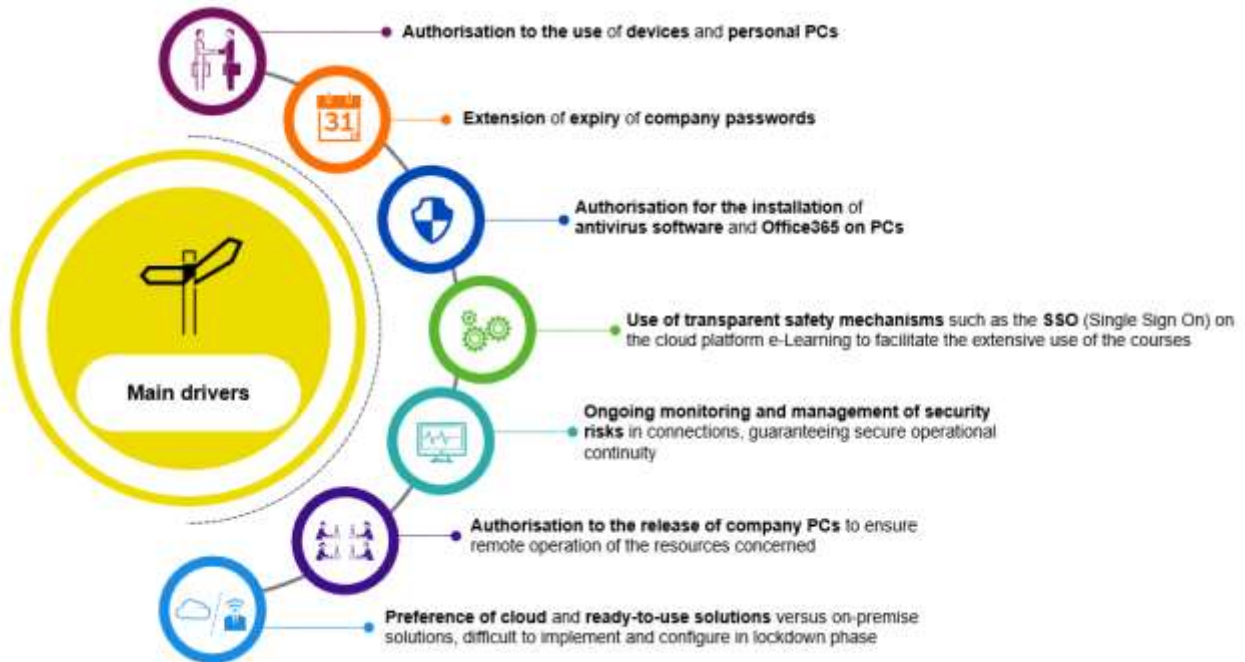 Authorisation to the use of devices and personal PCs
31
Extension of expiry of company passwords
Authorisation for the installation of
antivirus software and Office365 on PCs
Use of transparent safety mechanisms such as the SSO (Single Sign On) on
the cloud platform e-Learning to facilitate the extensive use of the courses
Main drivers
Ongoing monitoring and management of security
risks in connections, guaranteeing secure operational
continuity
Authorisation to the release of company PCs to ensure
remote operation of the resources concerned
Preference of cloud and ready-to-use solutions versus on-premise
solutions, difficult to implement and configure in lockdown phase